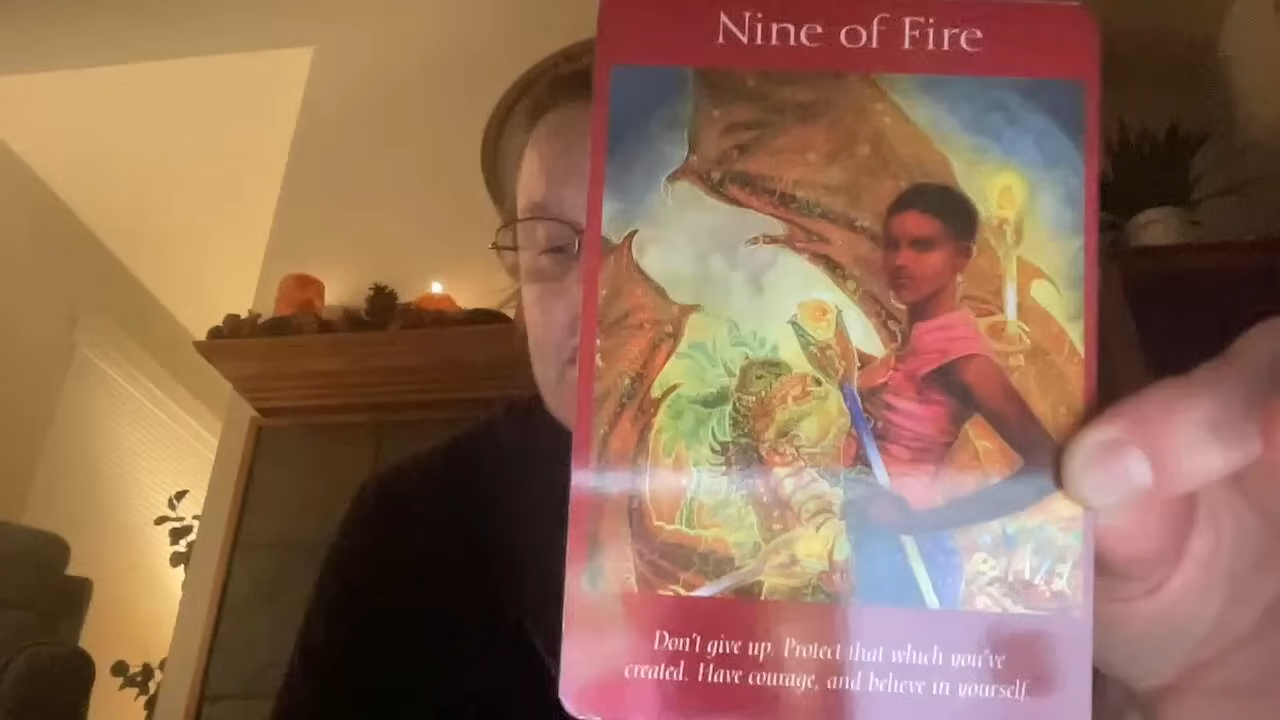 Nine of Fire
Don't give up. Protect that which you've
created. Have courage, and believe in yourself.